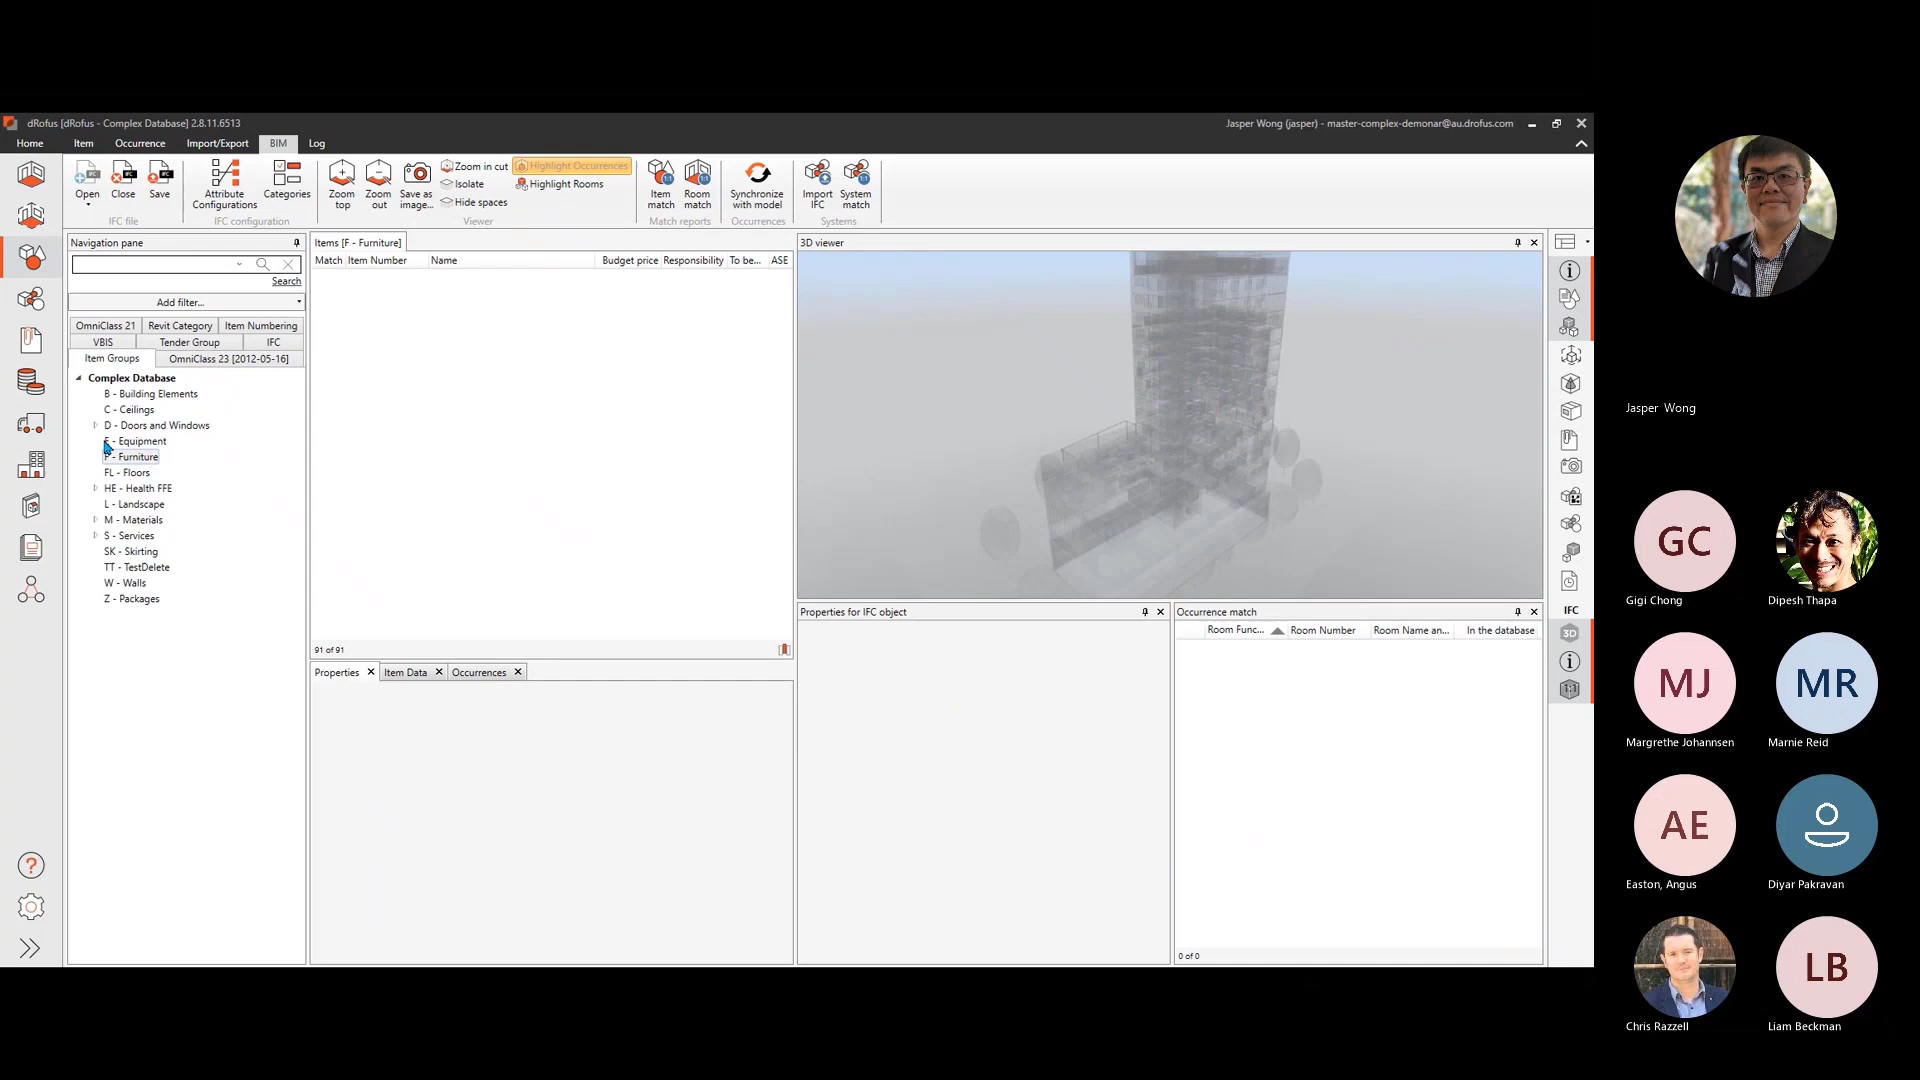 dRofus [dRofus - Complex Database] 2.8.11.6513
Jasper Wong (jasper) - master-complex-demonar@au.drofus.com
Home Item Occurrence Import/Export BIM Log
Open Close Save
IFC file
Attribute Configurations
Categories
IFC configuration
Zoom top
Zoom out
Save as image...
Zoom in cut
Isolate
Hide spaces
Highlight Occurrences
Highlight Rooms
Viewer
Item match
Room match
Match reports
Synchronize with model
Occurrences
Import IFC
System match
Systems
Navigation pane
Search
Add filter...
OmniClass 21 Revit Category Item Numbering
VBIS Tender Group IFC
Item Groups OmniClass 23 [2012-05-16]
Complex Database
B - Building Elements
C - Ceilings
D - Doors and Windows
E - Equipment
F - Furniture
FL - Floors
HE - Health FFE
L - Landscape
M - Materials
S - Services
SK - Skirting
TT - TestDelete
W - Walls
Z - Packages
Items [F - Furniture]
Match Item Number Name Budget price Responsibility To be... ASE
91 of 91
Properties Item Data Occurrences
3D viewer
Properties for IFC object
Occurrence match
Room Func... Room Number Room Name an... In the database
0 of 0
IFC
3D
1:1
Jasper Wong
GC
Gigi Chong
Dipesh Thapa
MJ
Margrethe Johannsen
MR
Marnie Reid
AE
Easton, Angus
Diyar Pakravan
Chris Razzell
LB
Liam Beckman